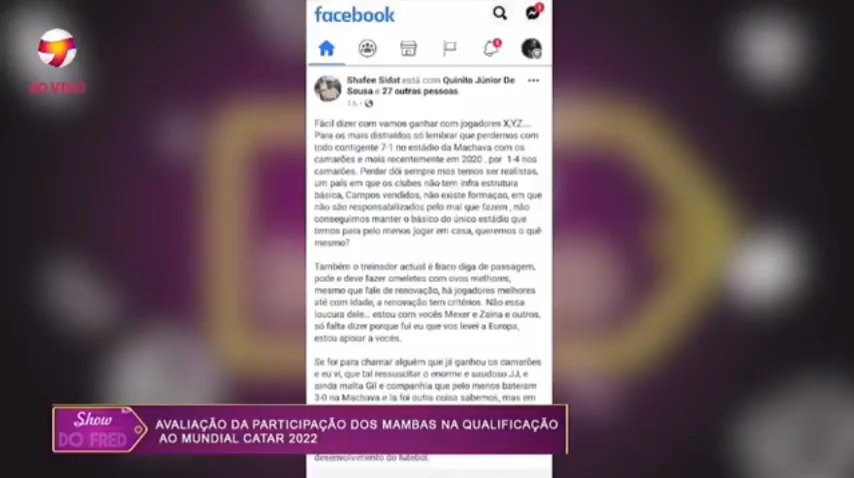 facebook
AO VIVO
Shafee Sidat está com Quinito Júnior De
Sousa e 27 outras pessoas
1 h
Fácil dizer com vamos ganhar com jogadores X,YZ....
Para os mais distraídos só lembrar que perdemos com
todo contigente 7-1 no estádio da Machava com os
camarões e mais recentemente em 2020 , por 1-4 nos
camarões. Perder dói sempre mas temos ser realistas,
um país em que os clubes não tem infra estrutura
básica, Campos vendidos, não existe formaçao, em que
não são responsabilizados pelo mal que fazem , não
conseguimos manter o básico do único estádio que
temos para pelo menos jogar em casa, queremos o quê
mesmo?
Também o treinador actual é fraco diga de passagem,
pode e deve fazer omeletes com ovos melhores,
mesmo que fale de renovação, há jogadores melhores
até com idade, a renovação tem critérios. Não essa
loucura dele... estou com vocês Mexer e Zaina e outros,
só falta dizer porque fui eu que vos levei a Europa,
estou apoiar a vocês.
Se for para chamar alguém que já ganhou os camarões
e eu vi, que tal ressuscitar o enorme e saudoso JJ, e
ainda malta Gil e companhia que pelo menos bateram
3-0 na Machava e la foi outra coisa sabemos, mas em
Show
DO FRED
AVALIAÇÃO DA PARTICIPAÇÃO DOS MAMBAS NA QUALIFICAÇÃO
AO MUNDIAL CATAR 2022
desenvolvimento do futebol.